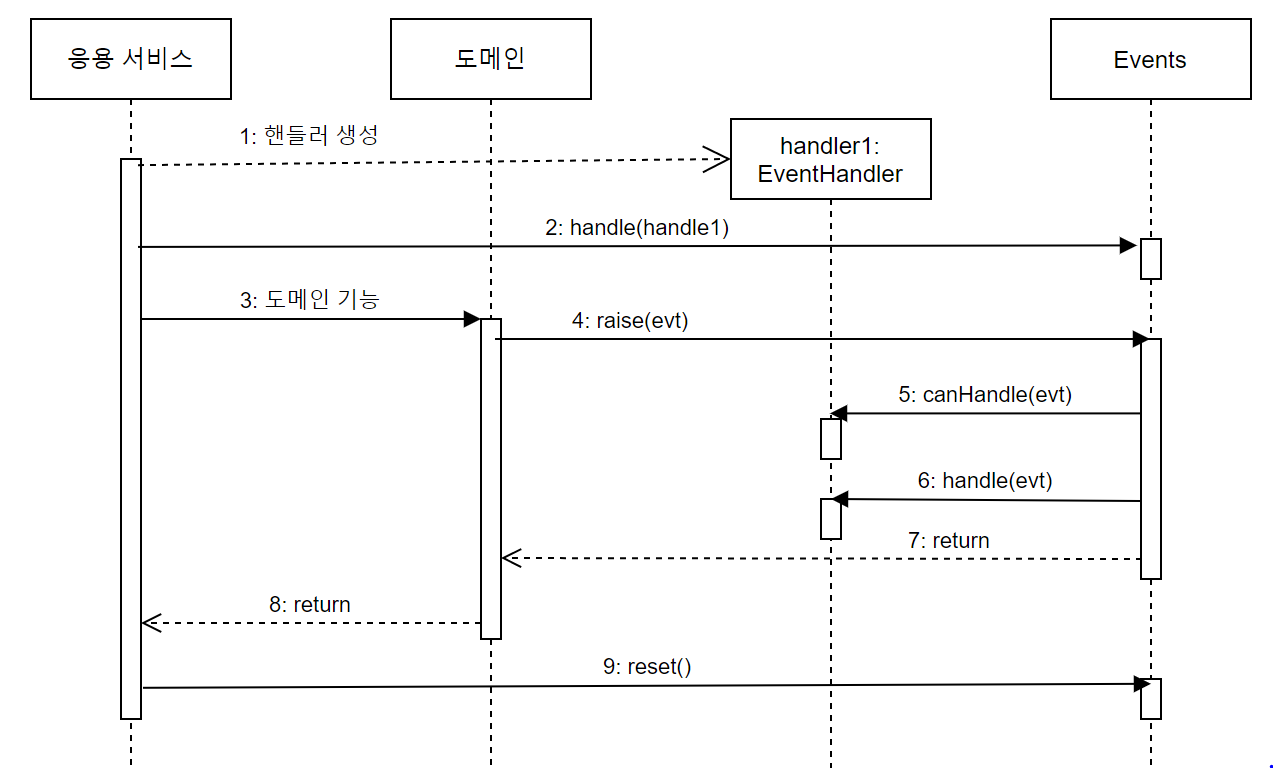 응용 서비스
도메인
Events
1: 핸들러 생성
handler1:
EventHandler
2: handle(handle1)
3: 도메인 기능
4: raise(evt)
5: canHandle(evt)
6: handle(evt)
7: return
8: return
9: reset()